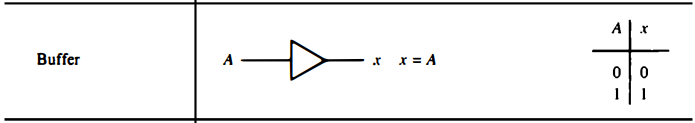 Buffer
A x x = A
A x
0 0
1 1